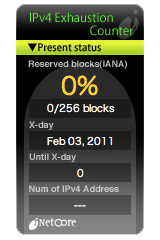 IPv4 Exhaustion
Counter
▼Present status
Reserved blocks(IANA)
0%
0/256 blocks
X-day
Feb 03, 2011
Until X-day
0
Num of IPv4 Address
---
iNetCore